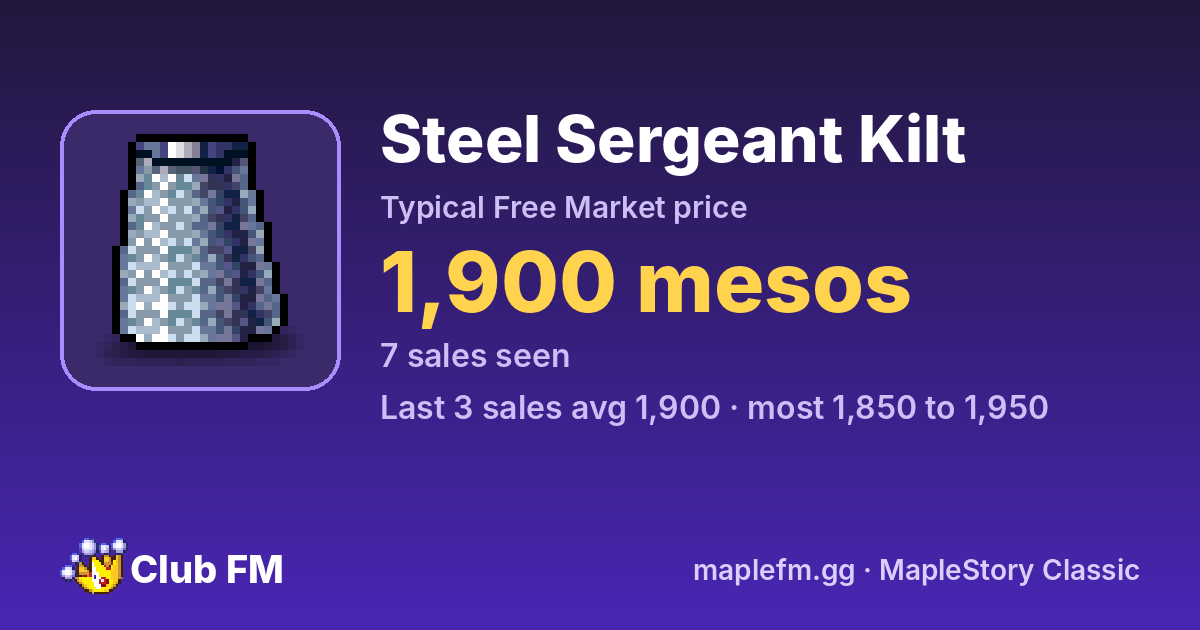 Steel Sergeant Kilt
Typical Free Market price
1,900 mesos
7 sales seen
Last 3 sales avg 1,900 · most 1,850 to 1,950
Club FM
maplefm.gg · MapleStory Classic